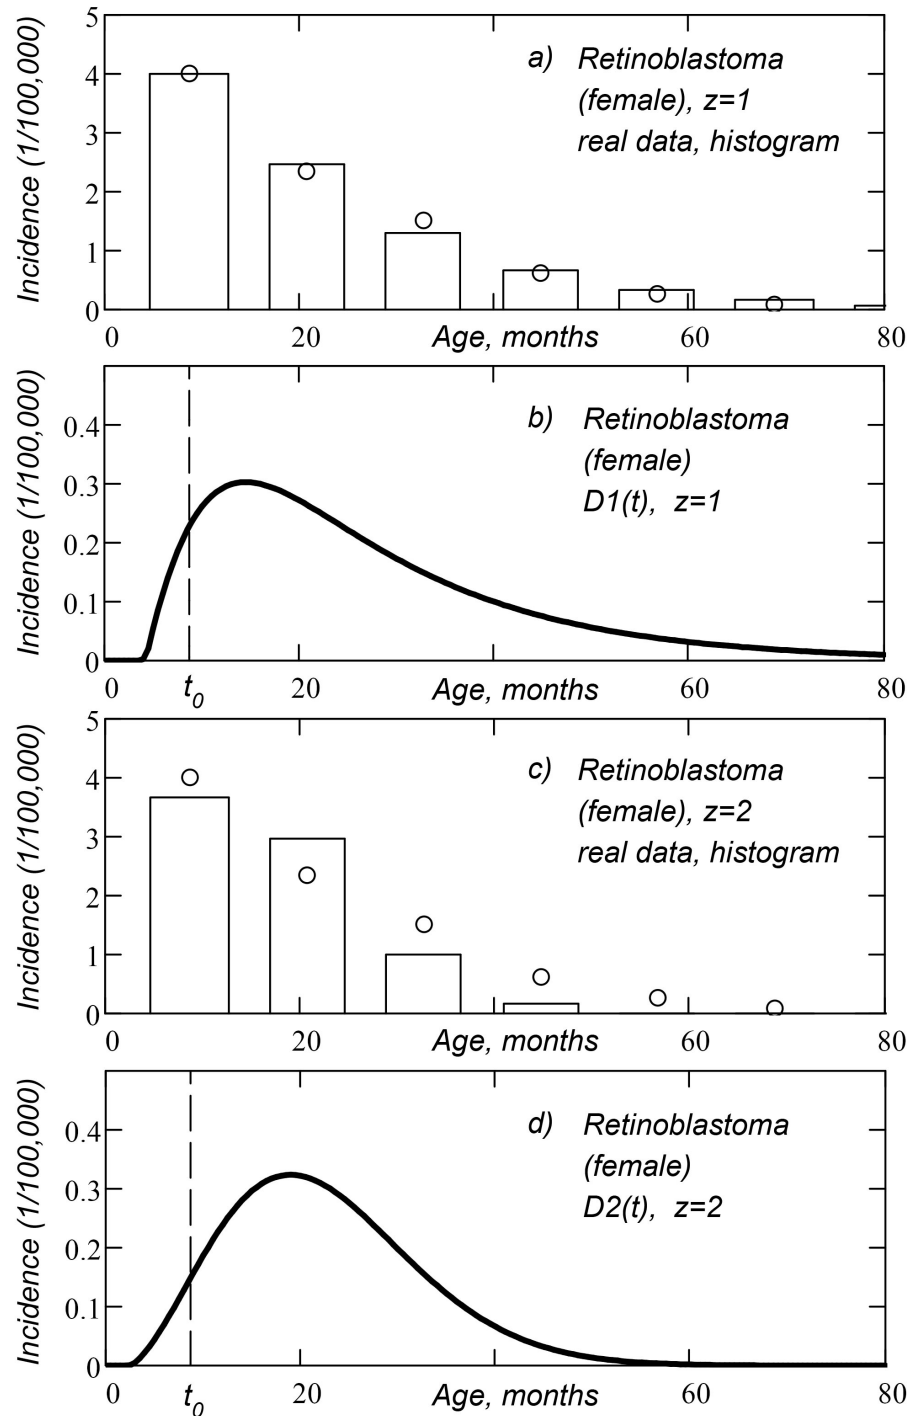 5
4
3
2
1
0
Incidence (1/100,000)
a) Retinoblastoma
(female), z=1
real data, histogram
0 20 Age, months 60 80
0.4
0.3
0.2
0.1
0
Incidence (1/100,000)
b) Retinoblastoma
(female)
D1(t), z=1
0 t0 20 Age, months 60 80
5
4
3
2
1
0
Incidence (1/100,000)
c) Retinoblastoma
(female), z=2
real data, histogram
0 20 Age, months 60 80
0.4
0.3
0.2
0.1
0
Incidence (1/100,000)
d) Retinoblastoma
(female)
D2(t), z=2
0 t0 20 Age, months 60 80